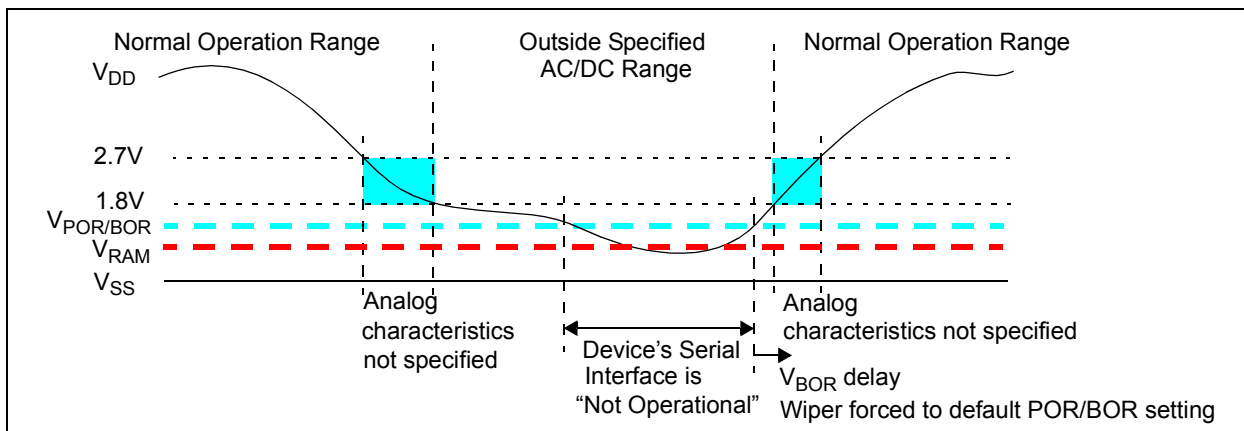 Normal Operation Range
Outside Specified
AC/DC Range
Normal Operation Range
VDD
2.7V
1.8V
VPOR/BOR
VRAM
VSS
Analog
characteristics
not specified
Device’s Serial
Interface is
“Not Operational”
Analog
characteristics not specified
VBOR delay
Wiper forced to default POR/BOR setting